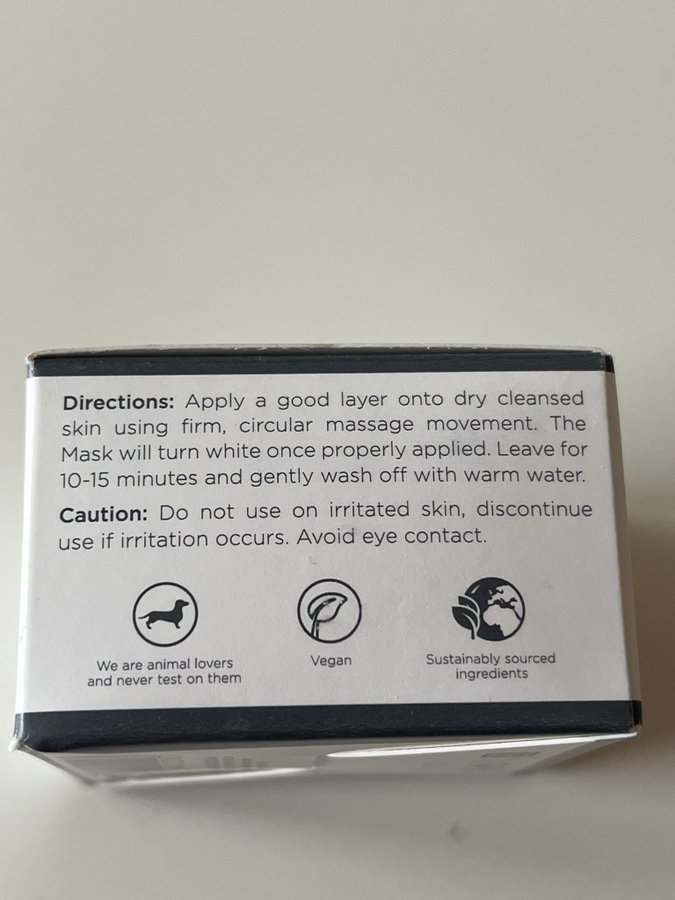 Directions: Apply a good layer onto dry cleansed
skin using firm, circular massage movement. The
Mask will turn white once properly applied. Leave for
10-15 minutes and gently wash off with warm water.
Caution: Do not use on irritated skin, discontinue
use if irritation occurs. Avoid eye contact.
We are animal lovers
and never test on them
Vegan
Sustainably sourced
ingredients